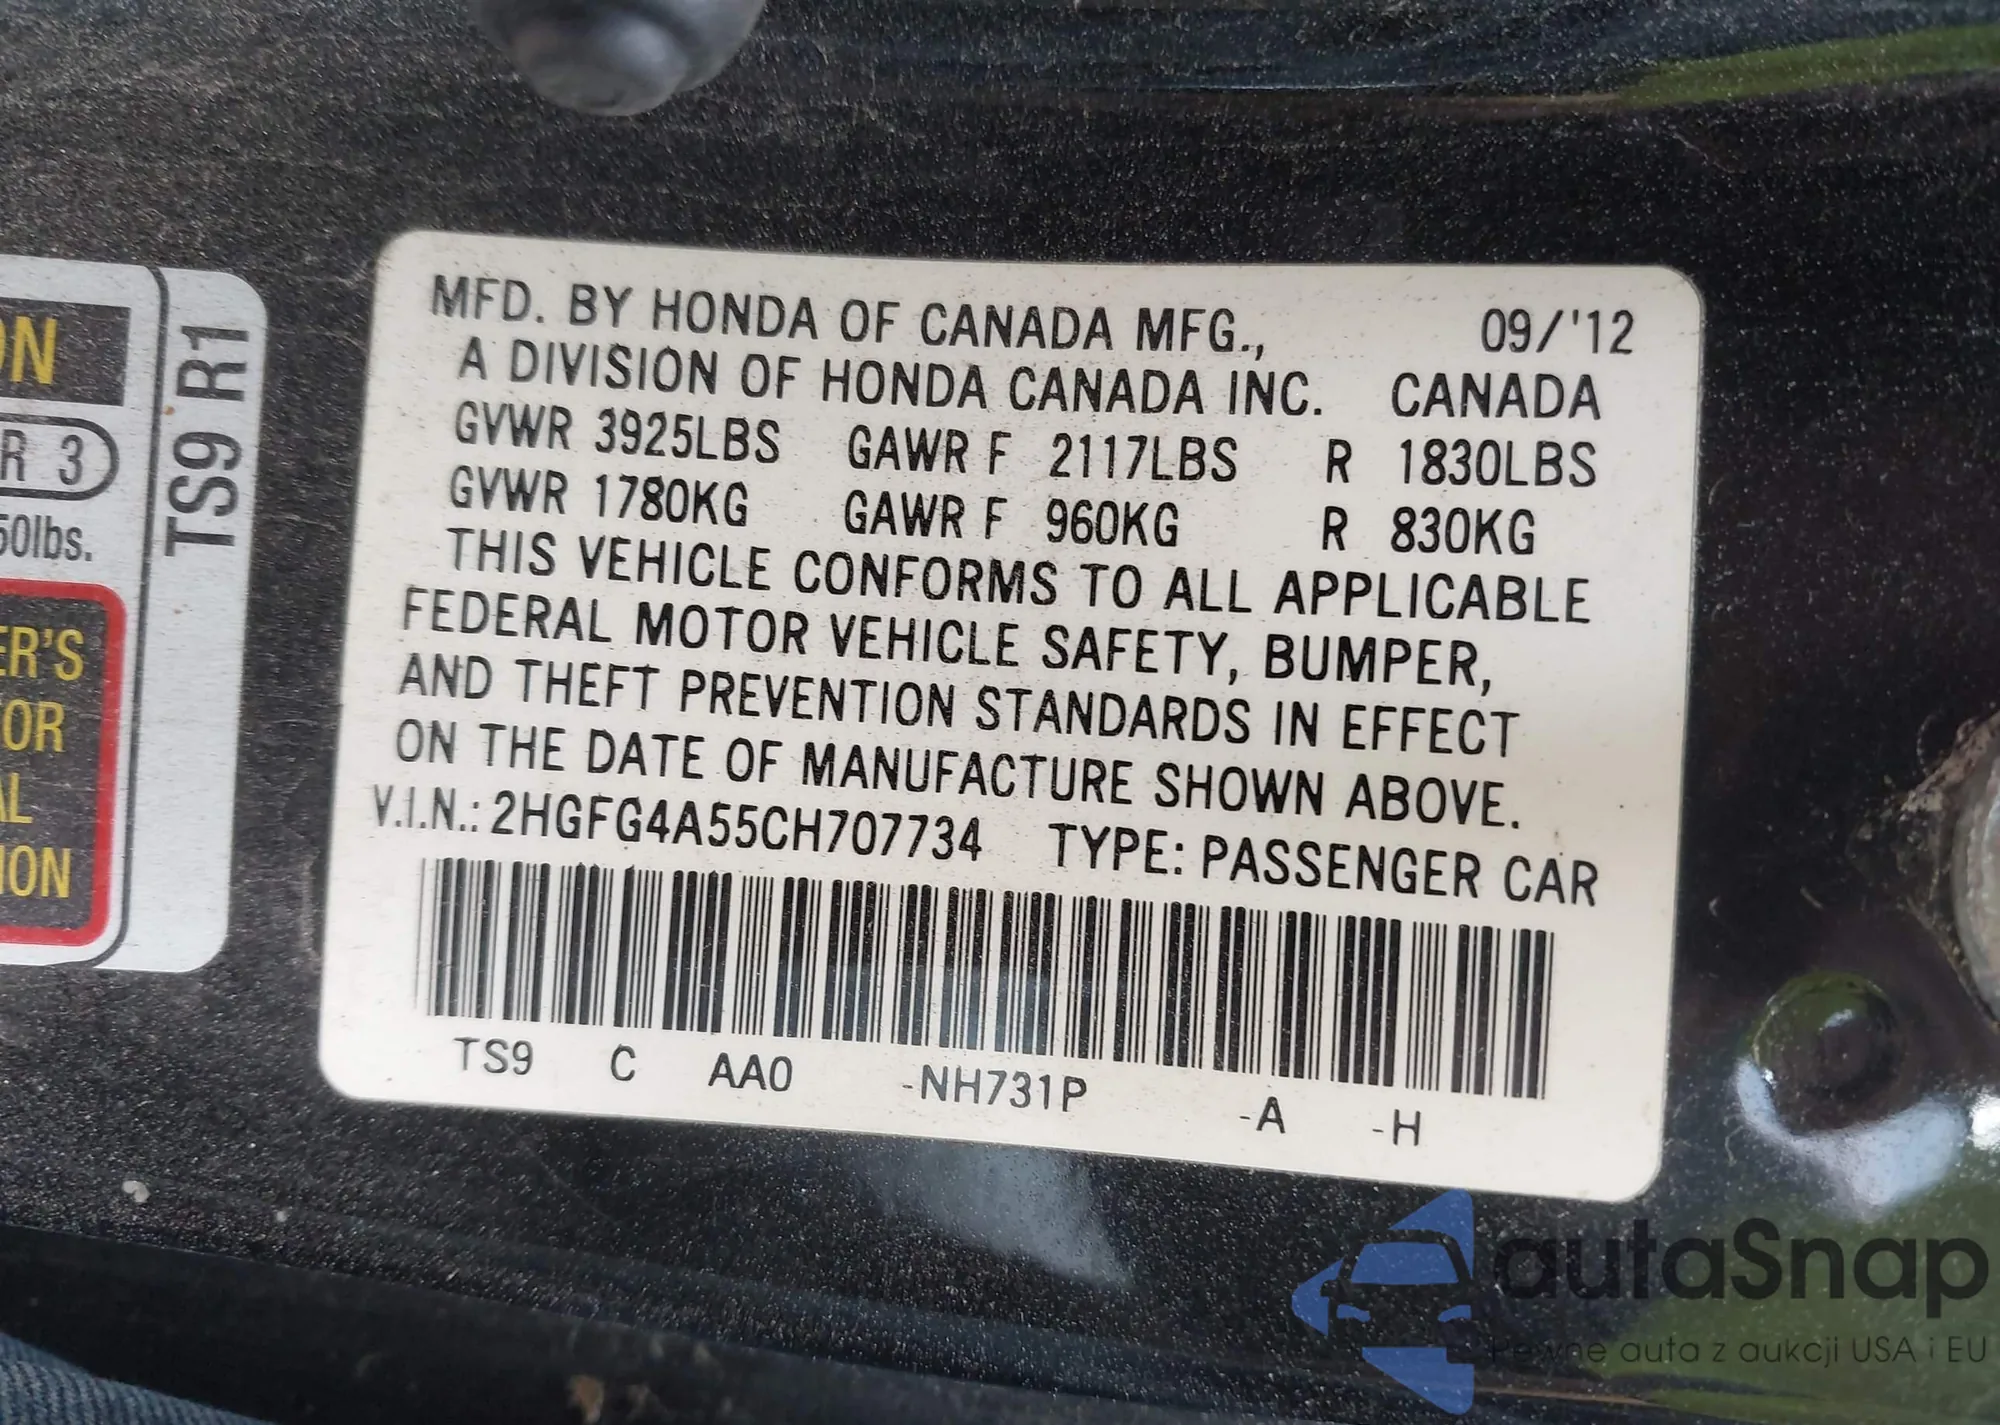 MFD. BY HONDA OF CANADA MFG., 09/'12
A DIVISION OF HONDA CANADA INC. CANADA
GVWR 3925LBS GAWR F 2117LBS R 1830LBS
GVWR 1780KG GAWR F 960KG R 830KG
THIS VEHICLE CONFORMS TO ALL APPLICABLE
FEDERAL MOTOR VEHICLE SAFETY, BUMPER,
AND THEFT PREVENTION STANDARDS IN EFFECT
ON THE DATE OF MANUFACTURE SHOWN ABOVE.
V.I.N.: 2HGFG4A55CH707734 TYPE: PASSENGER CAR
TS9 C AA0 -NH731P -A -H
ON
R 3
50lbs.
ER'S
OR
AL
ION
TS9 R1
autaSnap
Pewne auta z aukcji USA i EU